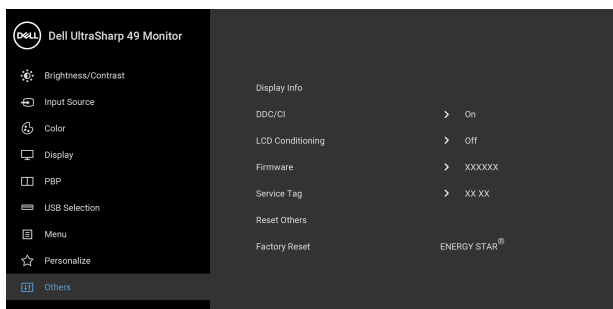 DELL Dell UltraSharp 49 Monitor
Brightness/Contrast
Input Source
Color
Display
PBP
USB Selection
Menu
Personalize
Others
Display Info
DDC/CI > On
LCD Conditioning > Off
Firmware > XXXXXX
Service Tag > XX XX
Reset Others
Factory Reset ENERGY STAR®